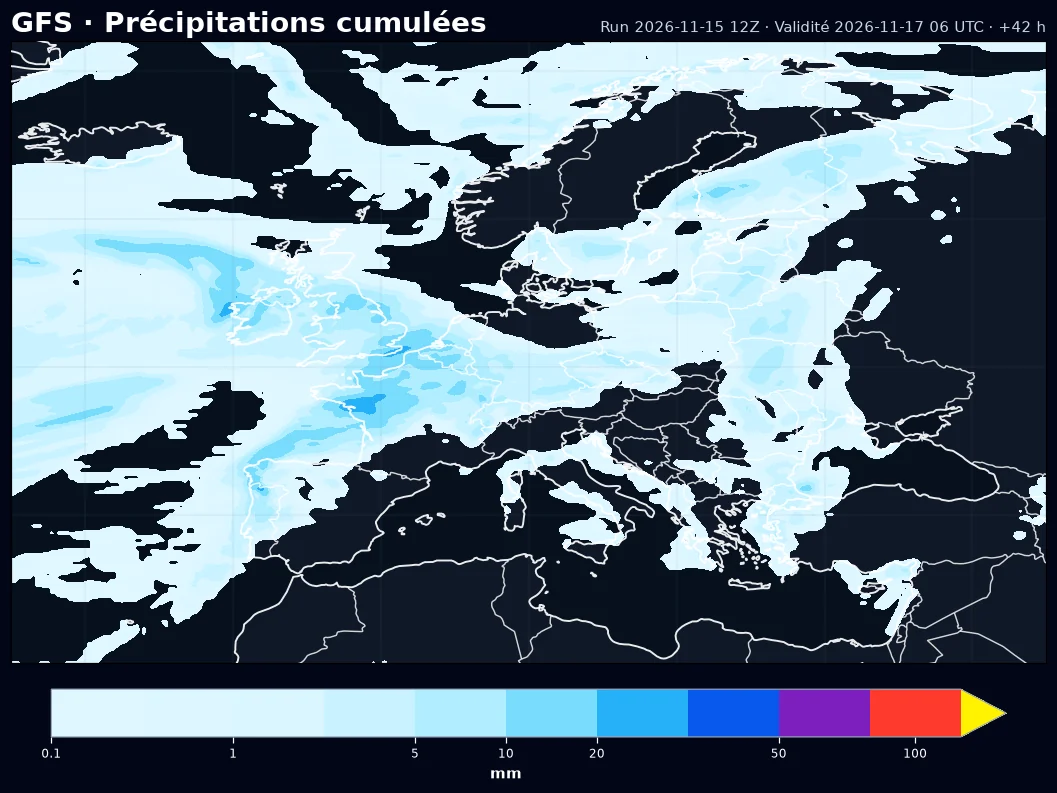 GFS · Précipitations cumulées
Run 2026-11-15 12Z · Validité 2026-11-17 06 UTC · +42 h
0.1 1 5 10 20 50 100
mm